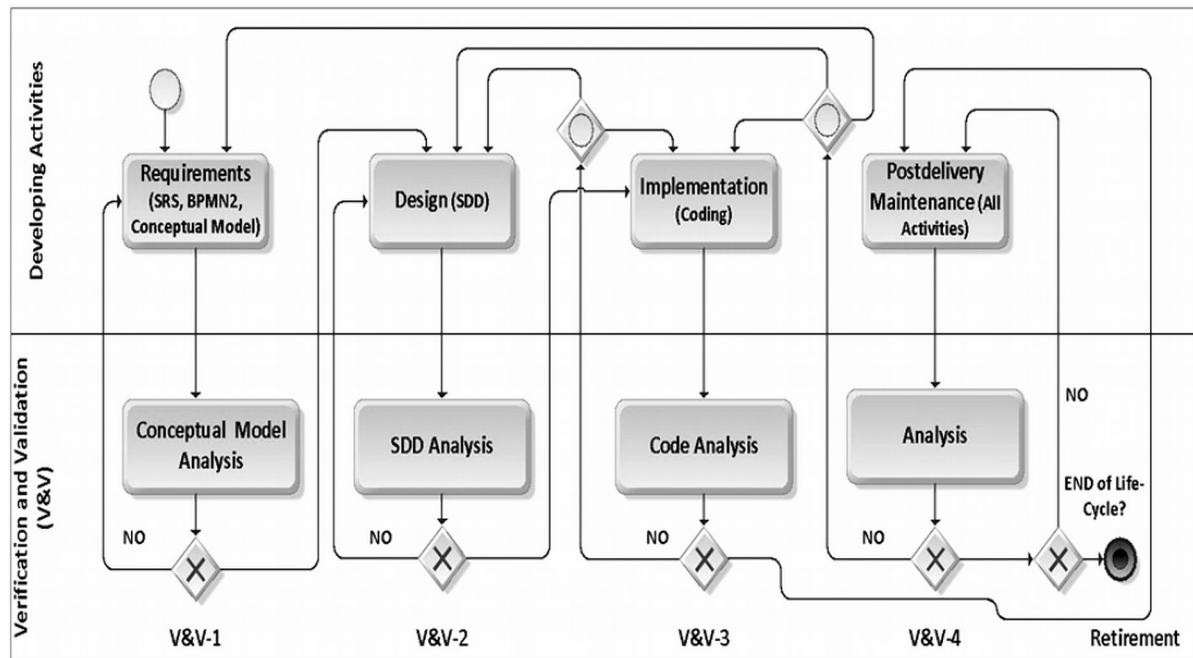 Developing Activities
Requirements
(SRS, BPMN2,
Conceptual Model)
Design (SDD)
Implementation
(Coding)
Postdelivery
Maintenance (All
Activities)
Verification and Validation
(V&V)
Conceptual Model
Analysis
SDD Analysis
Code Analysis
Analysis
NO
END of Life-
Cycle?
NO
NO
NO
NO
V&V-1
V&V-2
V&V-3
V&V-4
Retirement